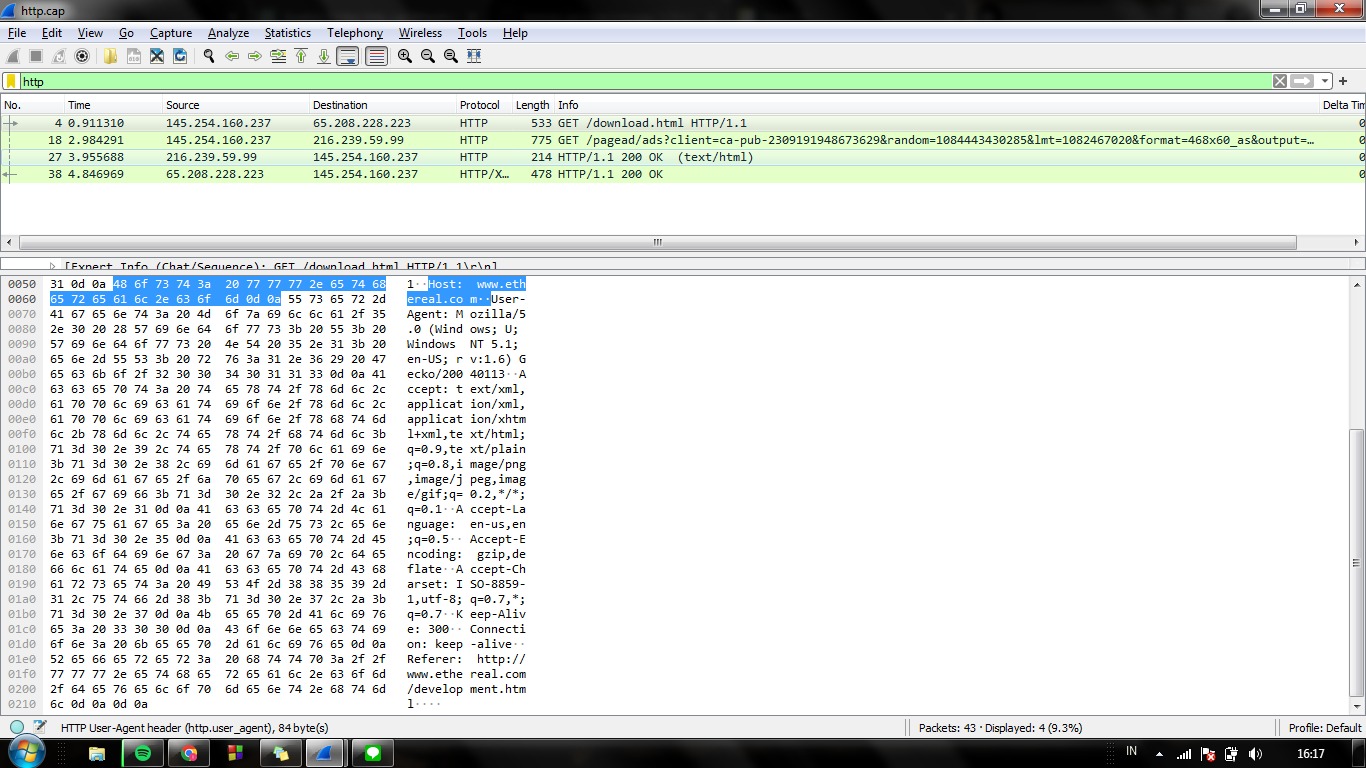 http.cap
File Edit View Go Capture Analyze Statistics Telephony Wireless Tools Help
http
No. Time Source Destination Protocol Length Info Delta Tim
4 0.911310 145.254.160.237 65.208.228.223 HTTP 533 GET /download.html HTTP/1.1 0
18 2.984291 145.254.160.237 216.239.59.99 HTTP 775 GET /pagead/ads?client=ca-pub-2309191948673629&random=1084443430285&lmt=1082467020&format=468x60_as&output=… 0
27 3.955688 216.239.59.99 145.254.160.237 HTTP 214 HTTP/1.1 200 OK (text/html) 0
38 4.846969 65.208.228.223 145.254.160.237 HTTP/X… 478 HTTP/1.1 200 OK 0
[Expert Info (Chat/Sequence): GET /download.html HTTP/1.1\r\n]
0050 31 0d 0a 48 6f 73 74 3a 20 77 77 77 2e 65 74 68 1··Host: www.eth
0060 65 72 65 61 6c 2e 63 6f 6d 0d 0a 55 73 65 72 2d ereal.co m··User-
0070 41 67 65 6e 74 3a 20 4d 6f 7a 69 6c 6c 61 2f 35 Agent: M ozilla/5
0080 2e 30 20 28 57 69 6e 64 6f 77 73 3b 20 55 3b 20 .0 (Wind ows; U;
0090 57 69 6e 64 6f 77 73 20 4e 54 20 35 2e 31 3b 20 Windows NT 5.1;
00a0 65 6e 2d 55 53 3b 20 72 76 3a 31 2e 36 29 20 47 en-US; r v:1.6) G
00b0 65 63 6b 6f 2f 32 30 30 34 30 31 31 33 0d 0a 41 ecko/200 40113··A
00c0 63 63 65 70 74 3a 20 74 65 78 74 2f 78 6d 6c 2c ccept: t ext/xml,
00d0 61 70 70 6c 69 63 61 74 69 6f 6e 2f 78 6d 6c 2c applicat ion/xml,
00e0 61 70 70 6c 69 63 61 74 69 6f 6e 2f 78 68 74 6d applicat ion/xhtm
00f0 6c 2b 78 6d 6c 2c 74 65 78 74 2f 68 74 6d 6c 3b l+xml,te xt/html;
0100 71 3d 30 2e 39 2c 74 65 78 74 2f 70 6c 61 69 6e q=0.9,te xt/plain
0110 3b 71 3d 30 2e 38 2c 69 6d 61 67 65 2f 70 6e 67 ;q=0.8,i mage/png
0120 2c 69 6d 61 67 65 2f 6a 70 65 67 2c 69 6d 61 67 ,image/j peg,imag
0130 65 2f 67 69 66 3b 71 3d 30 2e 32 2c 2a 2f 2a 3b e/gif;q= 0.2,*/*;
0140 71 3d 30 2e 31 0d 0a 41 63 63 65 70 74 2d 4c 61 q=0.1··A ccept-La
0150 6e 67 75 61 67 65 3a 20 65 6e 2d 75 73 2c 65 6e nguage: en-us,en
0160 3b 71 3d 30 2e 35 0d 0a 41 63 63 65 70 74 2d 45 ;q=0.5·· Accept-E
0170 6e 63 6f 64 69 6e 67 3a 20 67 7a 69 70 2c 64 65 ncoding: gzip,de
0180 66 6c 61 74 65 0d 0a 41 63 63 65 70 74 2d 43 68 flate··A ccept-Ch
0190 61 72 73 65 74 3a 20 49 53 4f 2d 38 38 35 39 2d arset: I SO-8859-
01a0 31 2c 75 74 66 2d 38 3b 71 3d 30 2e 37 2c 2a 3b 1,utf-8; q=0.7,*;
01b0 71 3d 30 2e 37 0d 0a 4b 65 65 70 2d 41 6c 69 76 q=0.7··K eep-Aliv
01c0 65 3a 20 33 30 30 0d 0a 43 6f 6e 6e 65 63 74 69 e: 300·· Connecti
01d0 6f 6e 3a 20 6b 65 65 70 2d 61 6c 69 76 65 0d 0a on: keep -alive··
01e0 52 65 66 65 72 65 72 3a 20 68 74 74 70 3a 2f 2f Referer: http://
01f0 77 77 77 2e 65 74 68 65 72 65 61 6c 2e 63 6f 6d www.ethe real.com
0200 2f 64 65 76 65 6c 6f 70 6d 65 6e 74 2e 68 74 6d /develop ment.htm
0210 6c 0d 0a 0d 0a l····
HTTP User-Agent header (http.user_agent), 84 byte(s) Packets: 43 · Displayed: 4 (9.3%) Profile: Default
IN 16:17